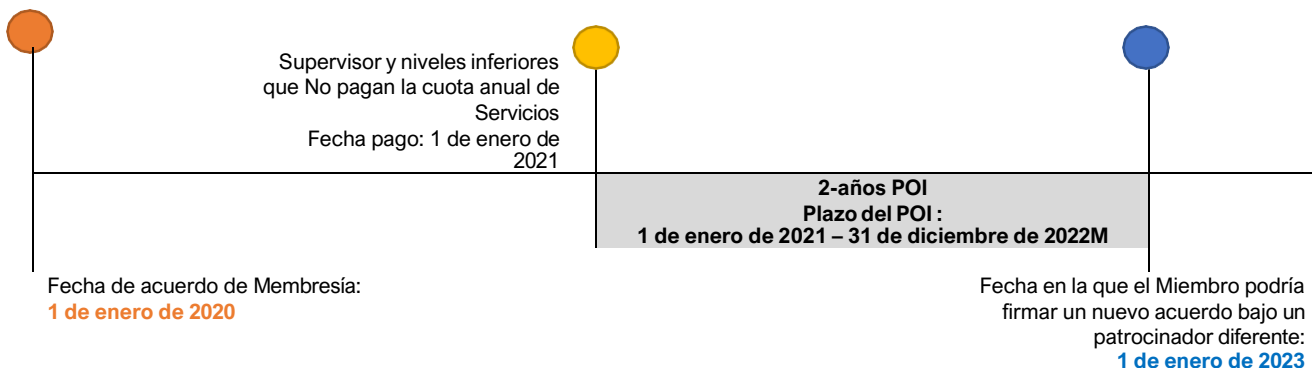 Supervisor y niveles inferiores
que No pagan la cuota anual de
Servicios
Fecha pago: 1 de enero de
2021
2-años POI
Plazo del POI :
1 de enero de 2021 – 31 de diciembre de 2022M
Fecha de acuerdo de Membresía:
1 de enero de 2020
Fecha en la que el Miembro podría
firmar un nuevo acuerdo bajo un
patrocinador diferente:
1 de enero de 2023